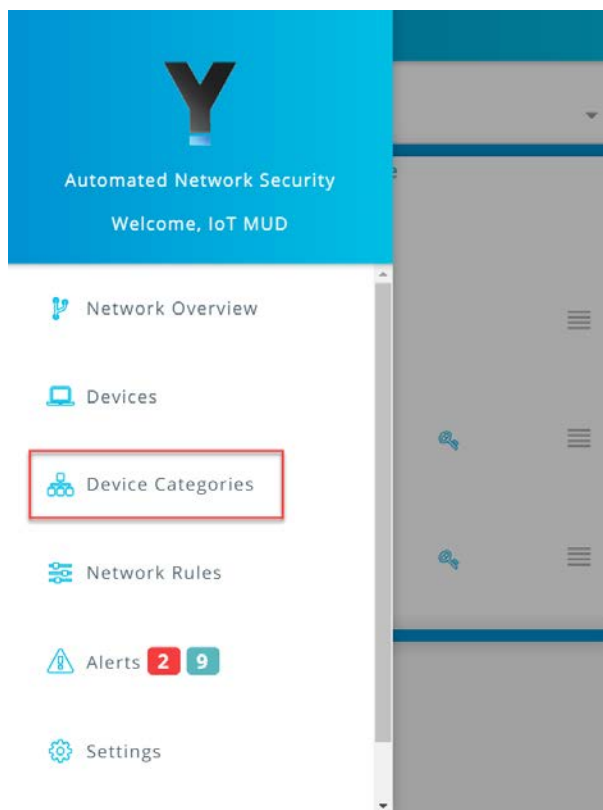 Y
Automated Network Security
Welcome, IoT MUD
e
Network Overview
Devices
Device Categories
Network Rules
Alerts 2 9
Settings